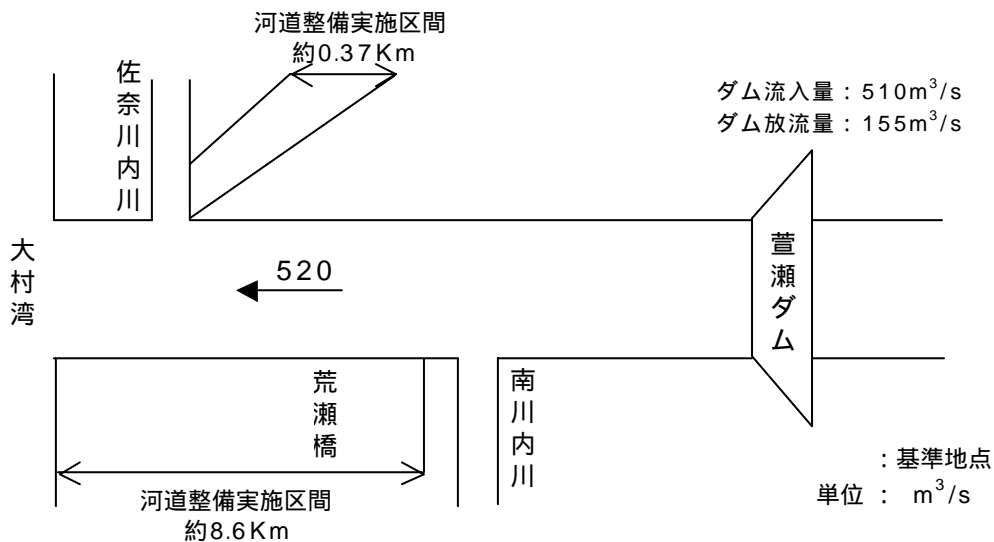 河道整備実施区間
約0.37Km
佐奈川内川
ダム流入量：510m³/s
ダム放流量：155m³/s
大村湾
520
萱瀬ダム
荒瀬橋
南川内川
：基準地点
単位： m³/s
河道整備実施区間
約8.6Km